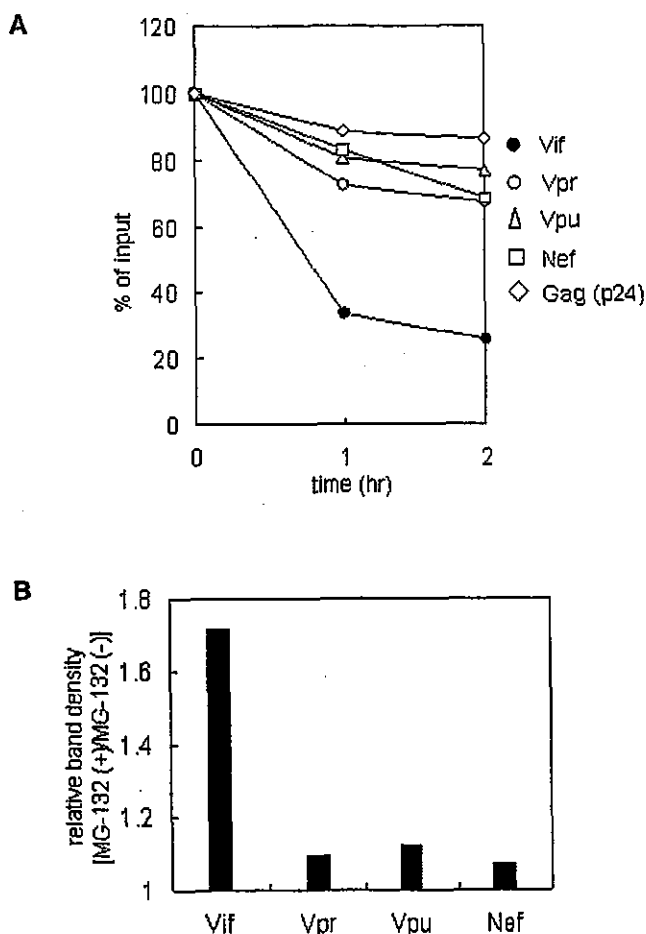 A
120
100
80
60
40
20
0
% of input
0 1 2
time (hr)
Vif
Vpr
Vpu
Nef
Gag (p24)
B
1.8
1.6
1.4
1.2
1
relative band density
[MG-132 (+)/MG-132 (-)]
Vif Vpr Vpu Nef